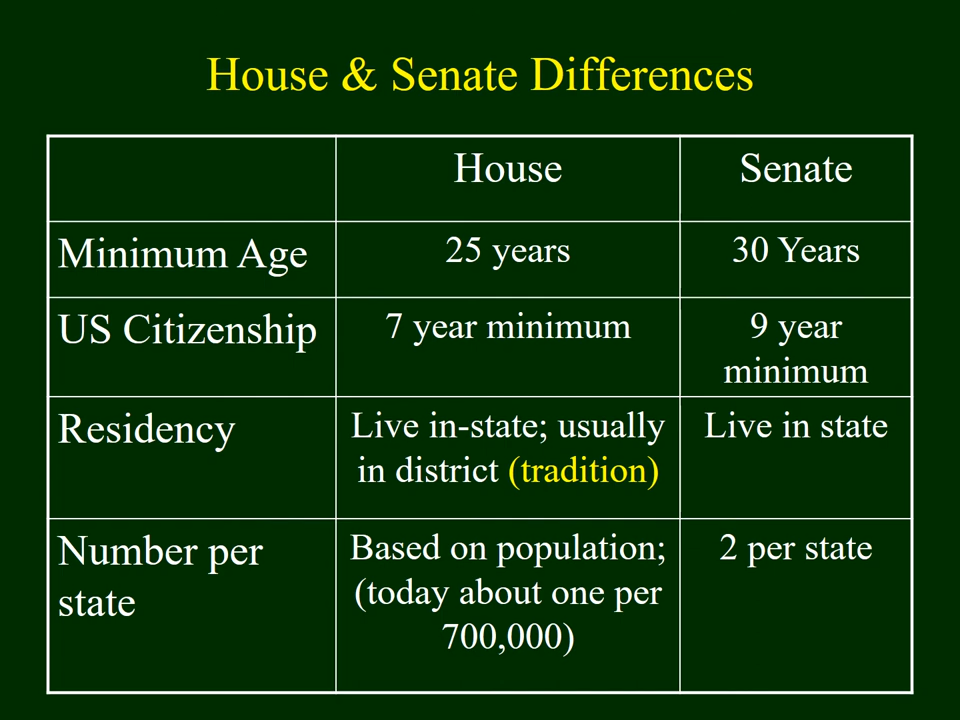 House & Senate Differences
House Senate
Minimum Age 25 years 30 Years
US Citizenship 7 year minimum 9 year
minimum
Residency Live in-state; usually Live in state
in district (tradition)
Number per Based on population; 2 per state
state (today about one per
700,000)